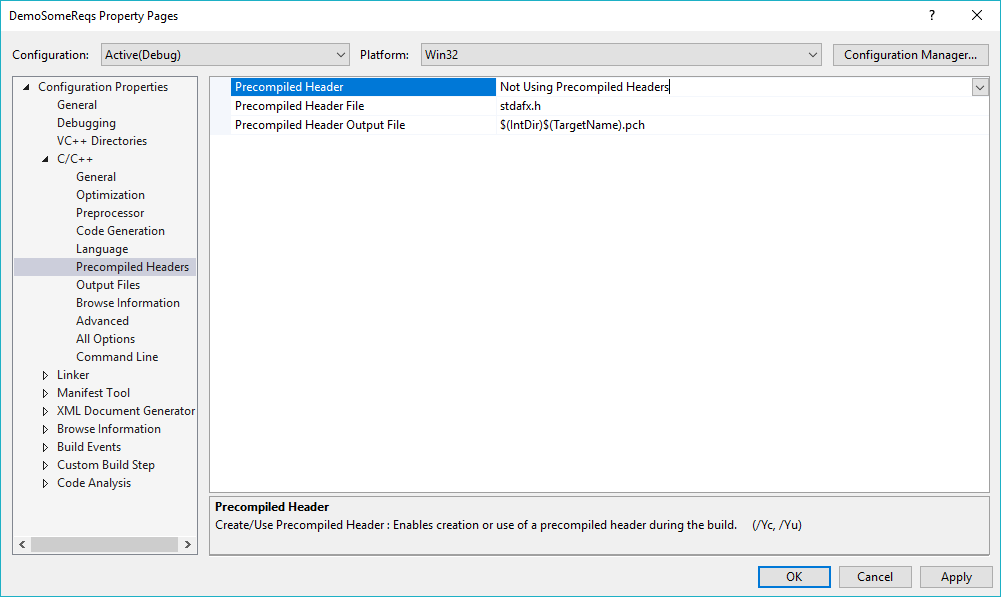 DemoSomeReqs Property Pages
?
Configuration:
Active(Debug)
Platform:
Win32
Configuration Manager...
Configuration Properties
General
Debugging
VC++ Directories
C/C++
General
Optimization
Preprocessor
Code Generation
Language
Precompiled Headers
Output Files
Browse Information
Advanced
All Options
Command Line
Linker
Manifest Tool
XML Document Generator
Browse Information
Build Events
Custom Build Step
Code Analysis
Precompiled Header
Not Using Precompiled Headers
Precompiled Header File
stdafx.h
Precompiled Header Output File
$(IntDir)$(TargetName).pch
Precompiled Header
Create/Use Precompiled Header : Enables creation or use of a precompiled header during the build. (/Yc, /Yu)
OK
Cancel
Apply